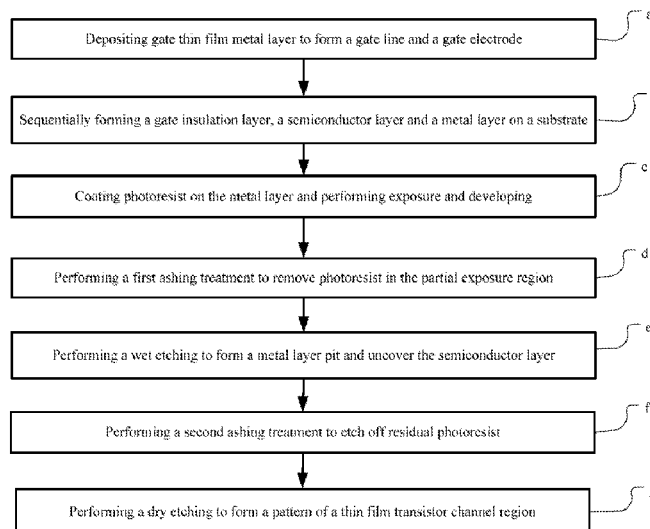 Depositing gate thin film metal layer to form a gate line and a gate electrode
a
Sequentially forming a gate insulation layer, a semiconductor layer and a metal layer on a substrate
Coating photoresist on the metal layer and performing exposure and developing
c
Performing a first ashing treatment to remove photoresist in the partial exposure region
d
Performing a wet etching to form a metal layer pit and uncover the semiconductor layer
e
Performing a second ashing treatment to etch off residual photoresist
f
Performing a dry etching to form a pattern of a thin film transistor channel region